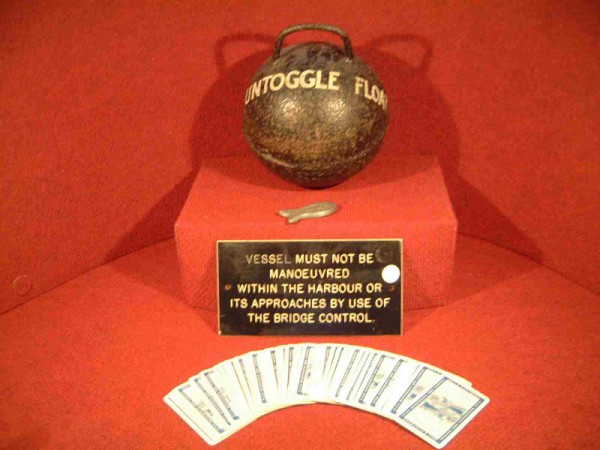 UNTOGGLE FLOAT
VESSEL MUST NOT BE
MANOEUVRED
WITHIN THE HARBOUR OR
ITS APPROACHES BY USE OF
THE BRIDGE CONTROL.